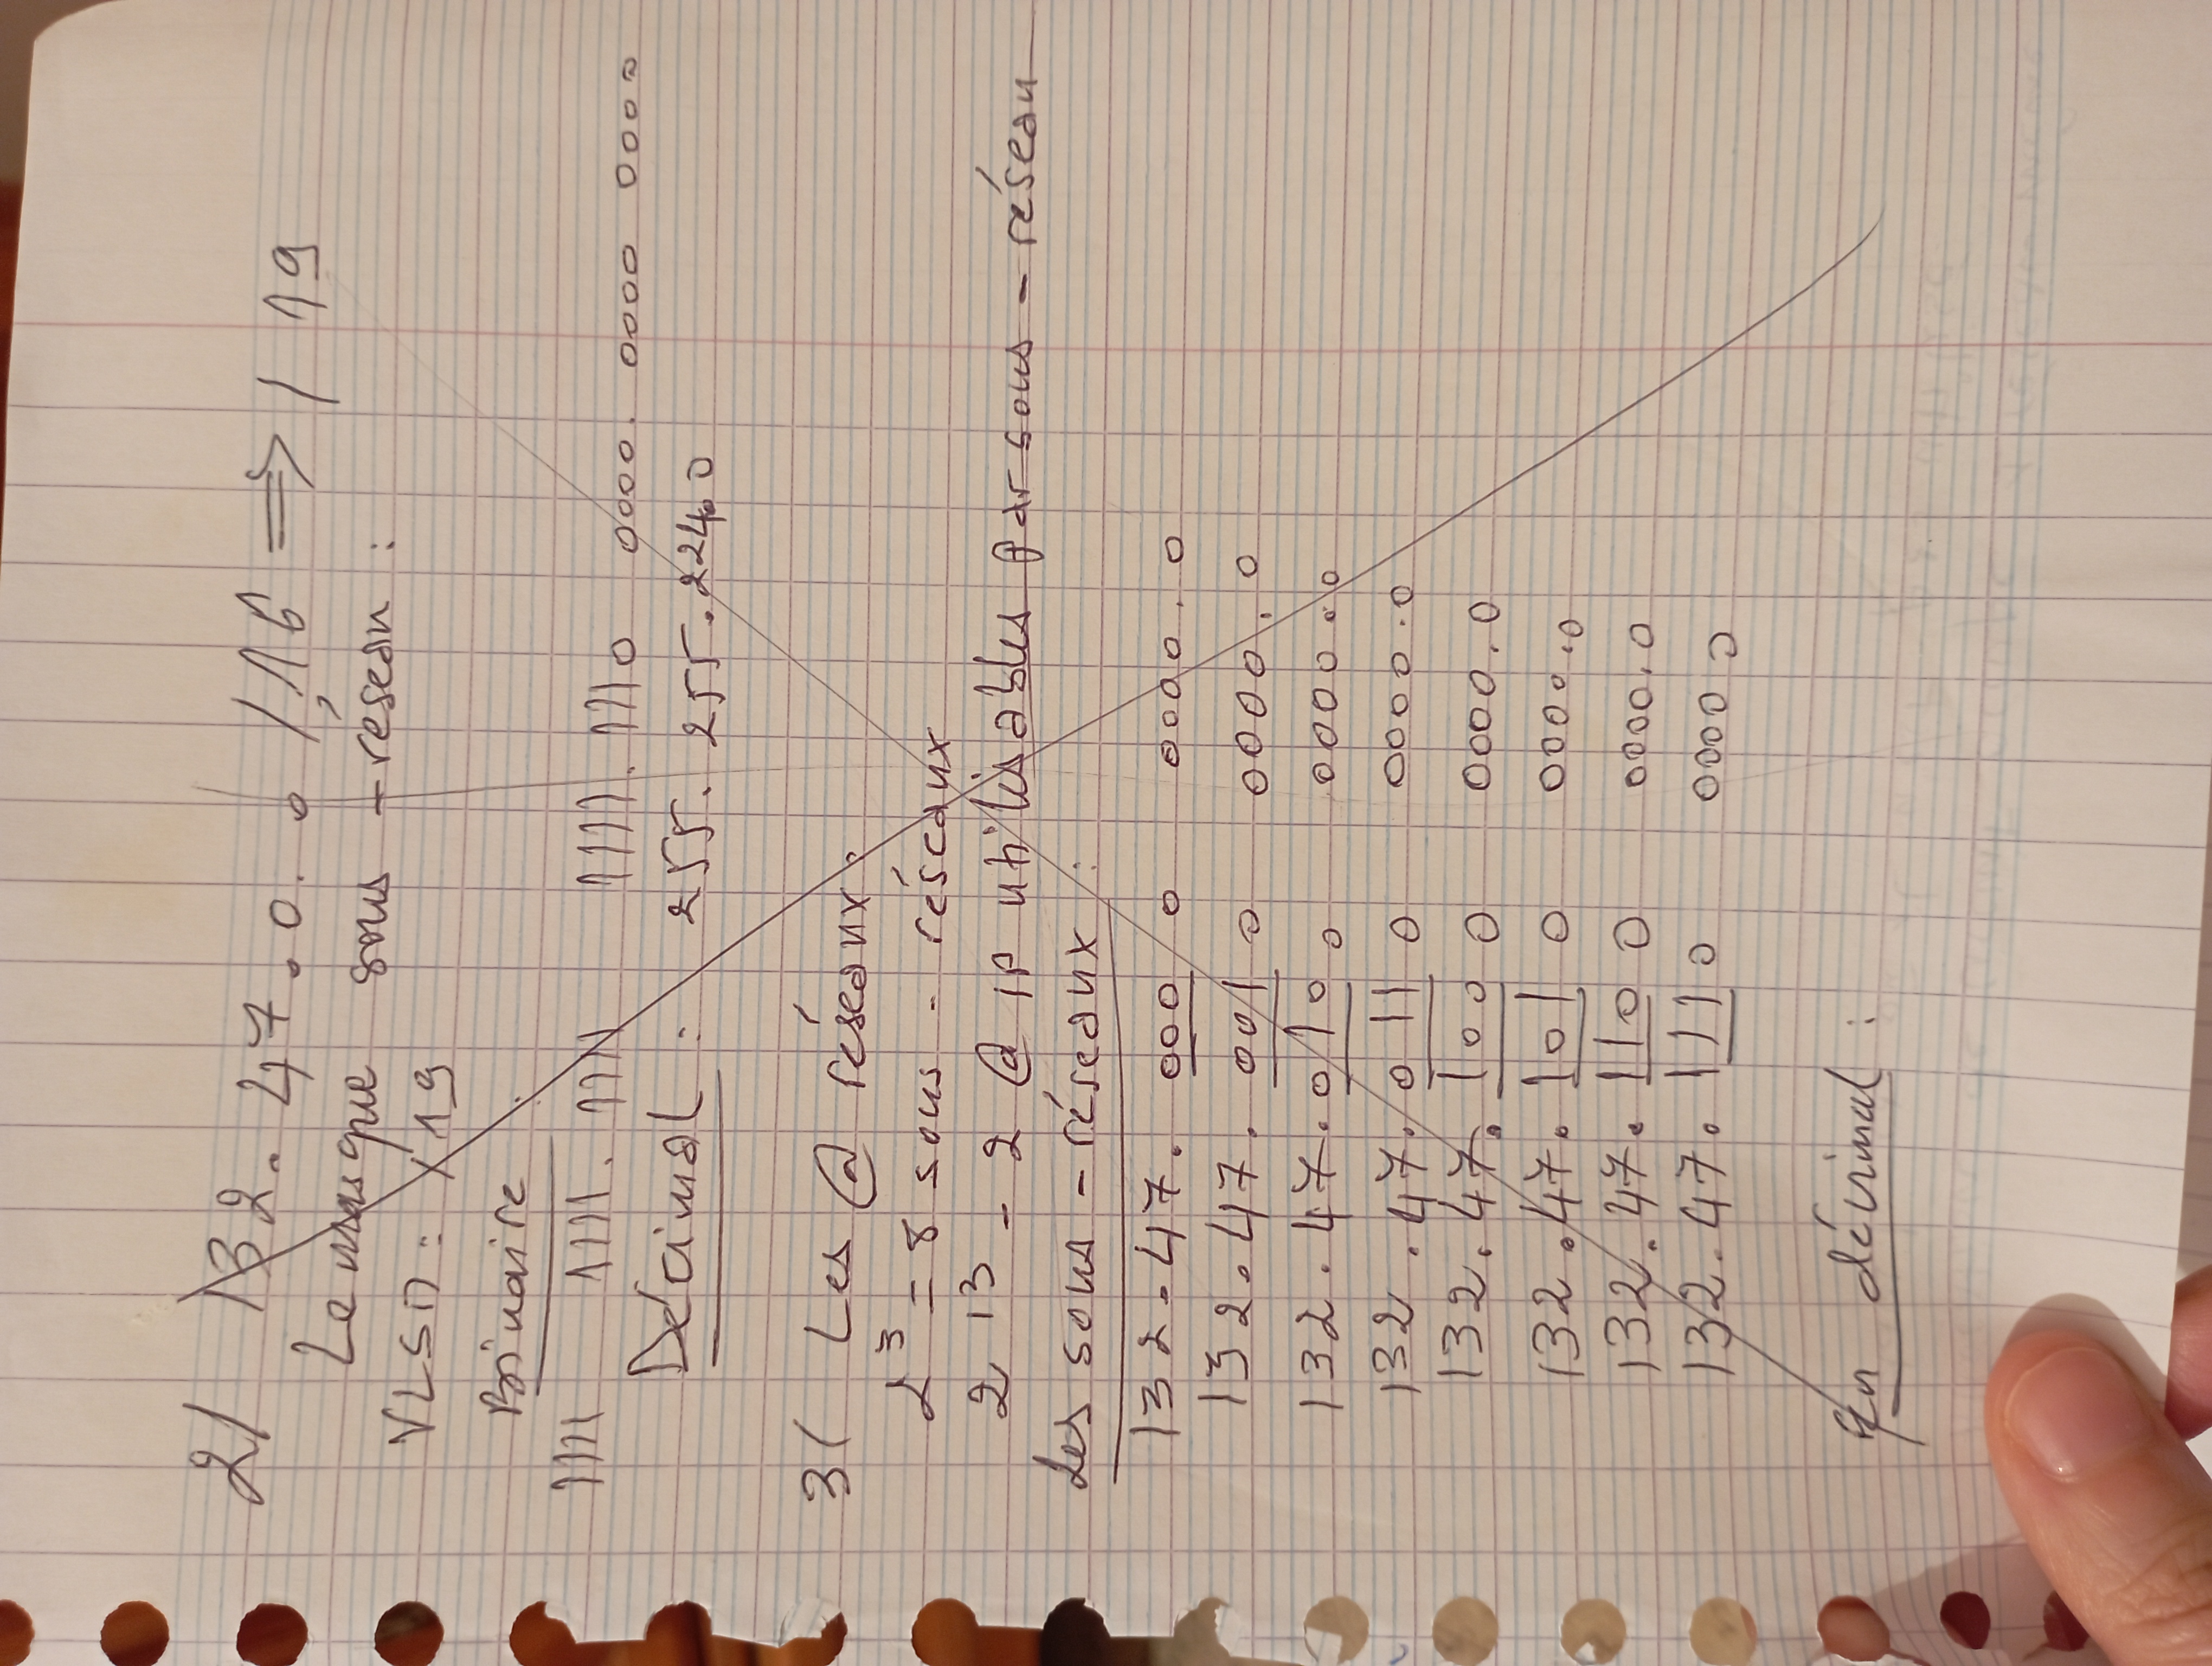 2/ 132.47.0.0 /16 => /19
Le masque sous-réseau :
VLSM : /19
Binaire :
1111 1111. 1111 1111. 1110 0000. 0000 0000
Décimal : 255. 255.224.0
3/ Les @ réseaux :
2³ = 8 sous-réseaux
2¹³ - 2 @ IP utilisables par sous-réseau
Les sous-réseaux :
132.47. 000 0 0000. 0
132.47. 001 0 0000. 0
132.47. 010 0 0000.0
132.47. 011 0 0000.0
132.47. 100 0 0000.0
132.47. 101 0 0000.0
132.47. 110 0 0000.0
132.47. 111 0 0000 0
En décimal :